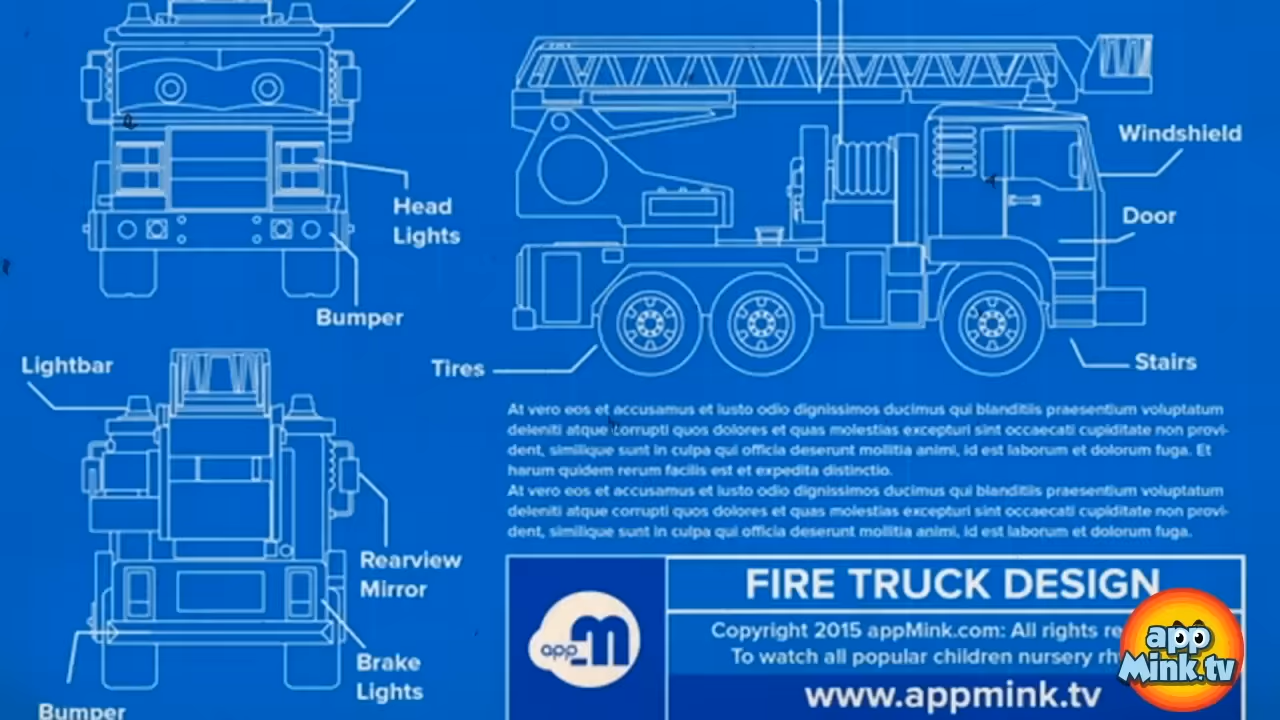 Windshield
Door
Head
Lights
Bumper
Tires
Stairs
Lightbar
At vero eos et accusamus et iusto odio dignissimos ducimus qui blanditiis praesentium voluptatum
deleniti atque corrupti quos dolores et quas molestias excepturi sint occaecati cupiditate non provi-
dent, similique sunt in culpa qui officia deserunt mollitia animi, id est laborum et dolorum fuga. Et
harum quidem rerum facilis est et expedita distinctio.
At vero eos et accusamus et iusto odio dignissimos ducimus qui blanditiis praesentium voluptatum
deleniti atque corrupti quos dolores et quas molestias excepturi sint occaecati cupiditate non provi-
dent, similique sunt in culpa qui officia deserunt mollitia animi, id est laborum et dolorum fuga.
Rearview
Mirror
Brake
Lights
Bumper
app m
FIRE TRUCK DESIGN
Copyright 2015 appMink.com: All rights
To watch all popular children nursery
www.appmink.tv
app
Mink.tv